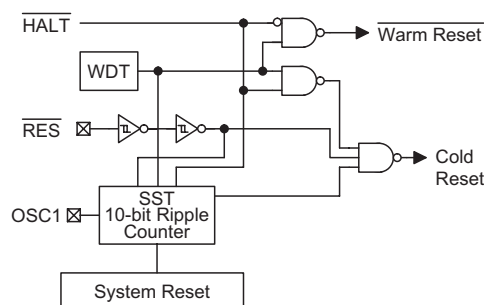 HALT
Warm Reset
WDT
RES
Cold
Reset
SST
10-bit Ripple
Counter
OSC1
System Reset